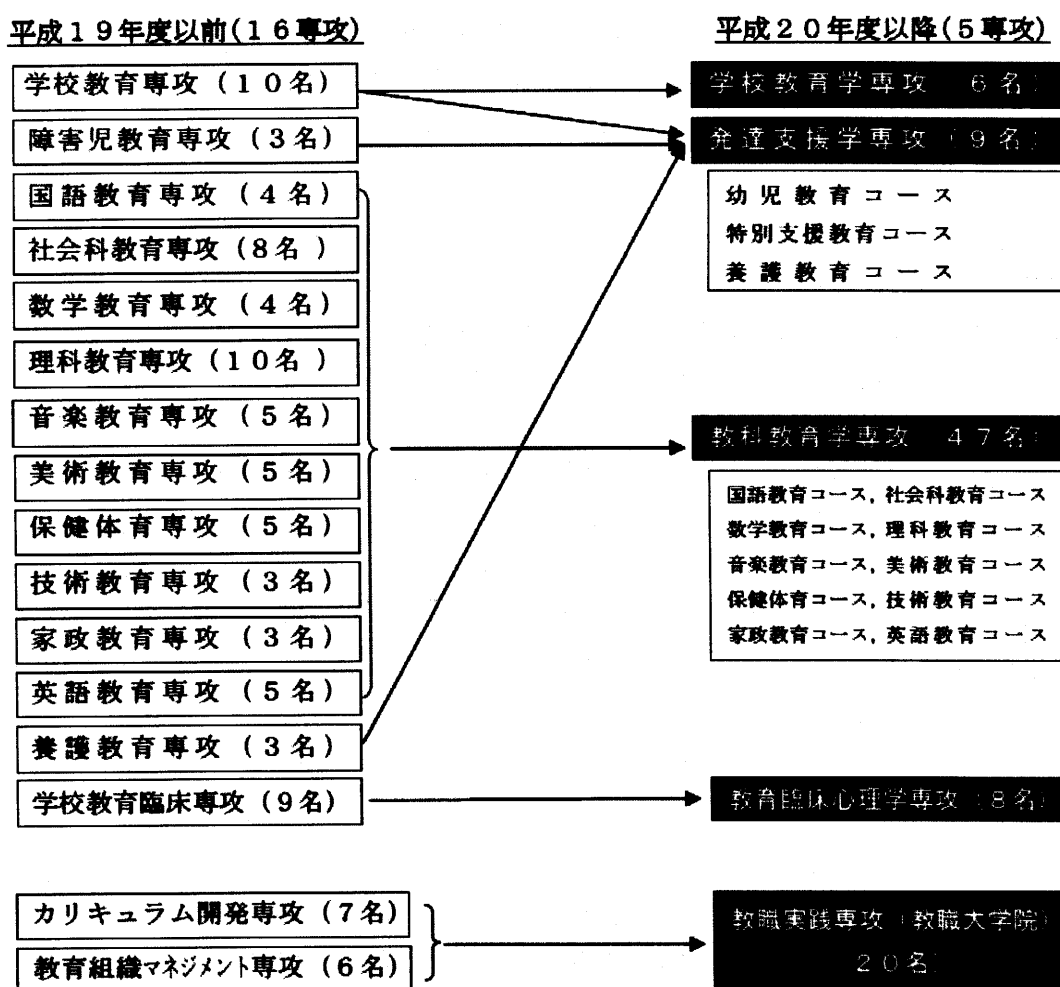 平成19年度以前(16専攻)
学校教育専攻(10名)
障害児教育専攻(3名)
国語教育専攻(4名)
社会科教育専攻(8名 )
数学教育専攻(4名)
理科教育専攻(10名 )
音楽教育専攻(5名)
美術教育専攻(5名)
保健体育専攻(5名)
技術教育専攻(3名)
家政教育専攻(3名)
英語教育専攻(5名)
養護教育専攻(3名)
学校教育臨床専攻(9名)
カリキュラム開発専攻(7名)
教育組織マネジメント専攻(6名)
平成20年度以降(5専攻)
学校教育学専攻 6名)
発達支援学専攻(9名)
幼児教育コース
特別支援教育コース
養護教育コース
教科教育学専攻 47名)
国語教育コース, 社会科教育コース
数学教育コース, 理科教育コース
音楽教育コース, 美術教育コース
保健体育コース, 技術教育コース
家政教育コース, 英語教育コース
教育臨床心理学専攻(8名)
教職実践専攻(教職大学院)
20名)